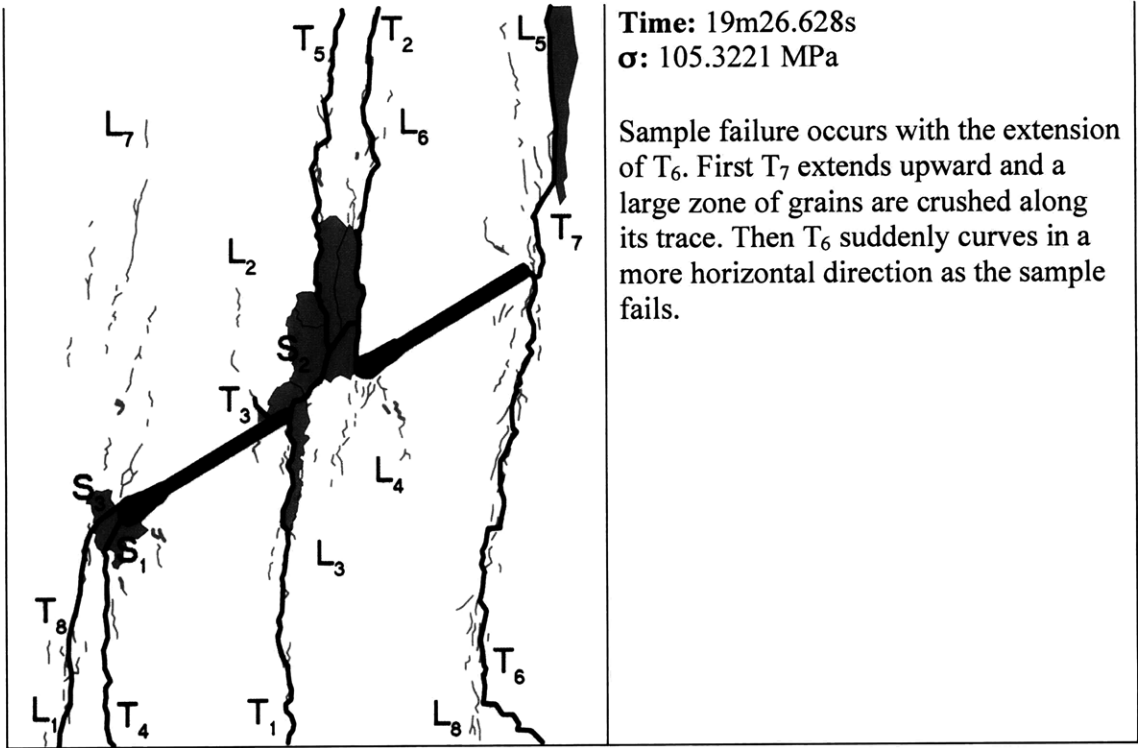 T5
T2
L5
L7
L6
T7
L2
S2
T3
L4
S3
S1
L3
T8
T6
L1
T4
T1
L8
Time: 19m26.628s
σ: 105.3221 MPa
Sample failure occurs with the extension
of T6. First T7 extends upward and a
large zone of grains are crushed along
its trace. Then T6 suddenly curves in a
more horizontal direction as the sample
fails.